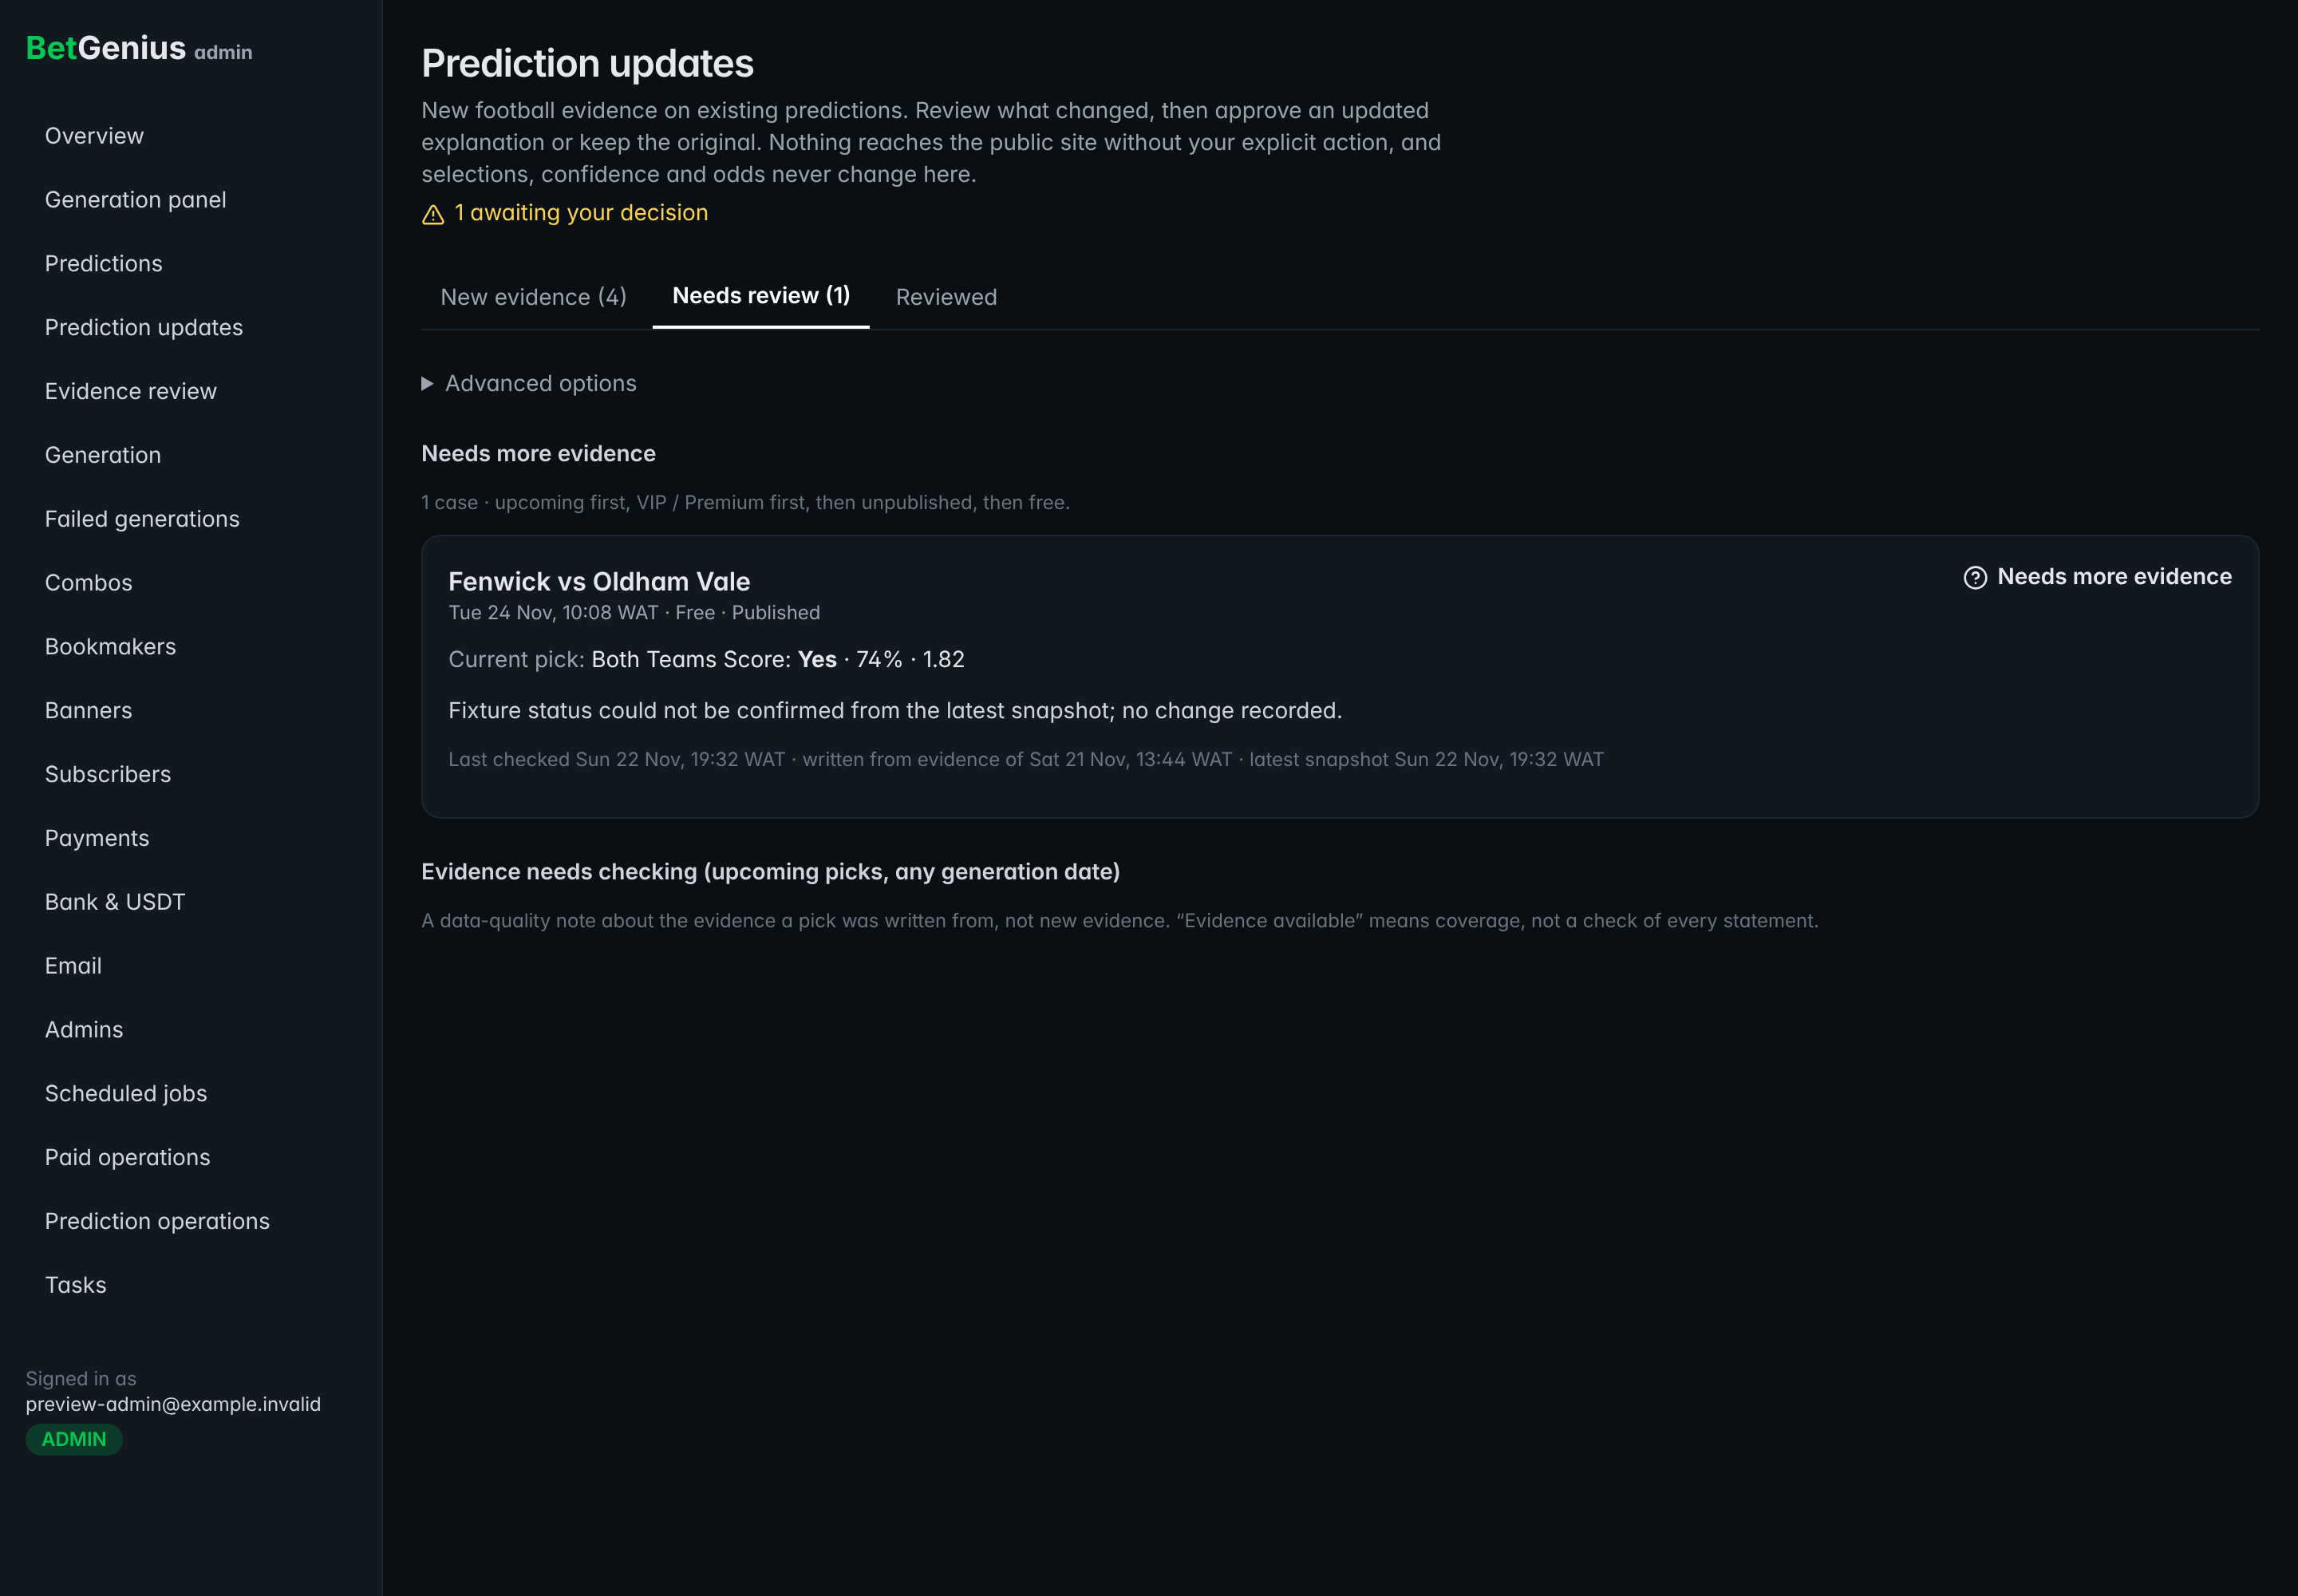 BetGenius admin
Overview
Generation panel
Predictions
Prediction updates
Evidence review
Generation
Failed generations
Combos
Bookmakers
Banners
Subscribers
Payments
Bank & USDT
Email
Admins
Scheduled jobs
Paid operations
Prediction operations
Tasks
Signed in as
preview-admin@example.invalid
ADMIN
Prediction updates
New football evidence on existing predictions. Review what changed, then approve an updated
explanation or keep the original. Nothing reaches the public site without your explicit action, and
selections, confidence and odds never change here.
1 awaiting your decision
New evidence (4) Needs review (1) Reviewed
Advanced options
Needs more evidence
1 case · upcoming first, VIP / Premium first, then unpublished, then free.
Fenwick vs Oldham Vale
Needs more evidence
Tue 24 Nov, 10:08 WAT · Free · Published
Current pick: Both Teams Score: Yes · 74% · 1.82
Fixture status could not be confirmed from the latest snapshot; no change recorded.
Last checked Sun 22 Nov, 19:32 WAT · written from evidence of Sat 21 Nov, 13:44 WAT · latest snapshot Sun 22 Nov, 19:32 WAT
Evidence needs checking (upcoming picks, any generation date)
A data-quality note about the evidence a pick was written from, not new evidence. “Evidence available” means coverage, not a check of every statement.